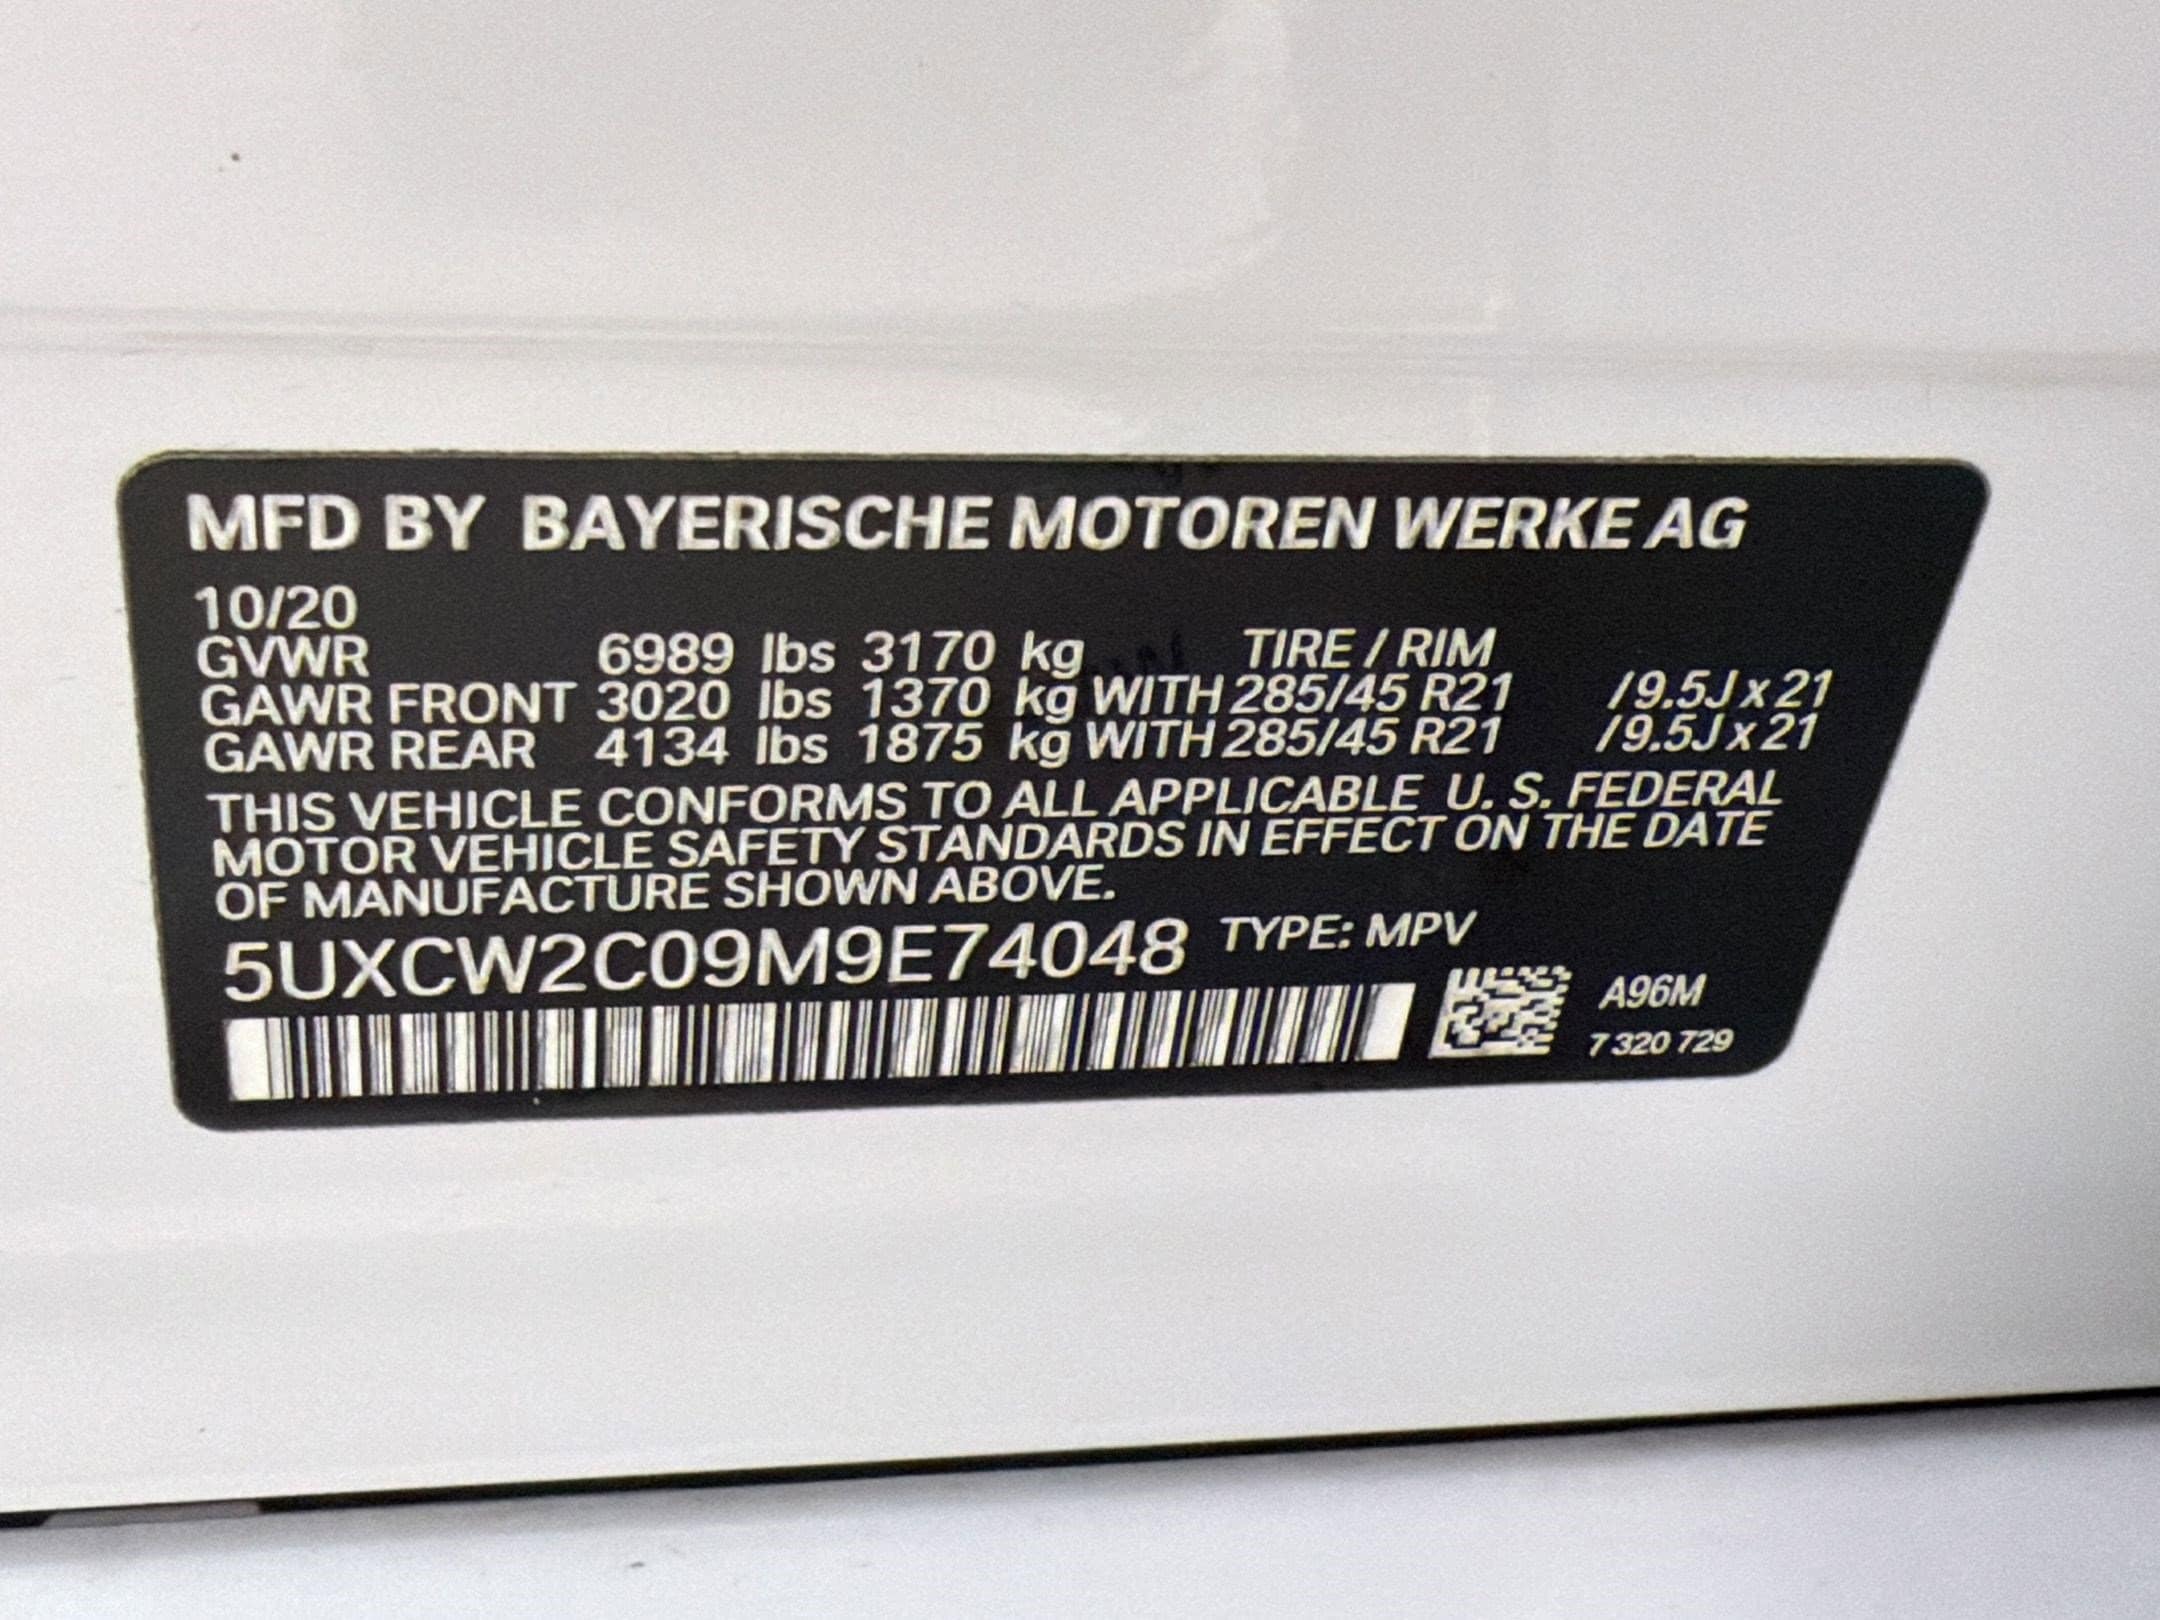 MFD BY BAYERISCHE MOTOREN WERKE AG
10/20
GVWR 6989 lbs 3170 kg TIRE / RIM
GAWR FRONT 3020 lbs 1370 kg WITH 285/45 R21 /9.5J x 21
GAWR REAR 4134 lbs 1875 kg WITH 285/45 R21 /9.5J x 21
THIS VEHICLE CONFORMS TO ALL APPLICABLE U. S. FEDERAL
MOTOR VEHICLE SAFETY STANDARDS IN EFFECT ON THE DATE
OF MANUFACTURE SHOWN ABOVE.
5UXCW2C09M9E74048 TYPE: MPV
A96M
7 320 729